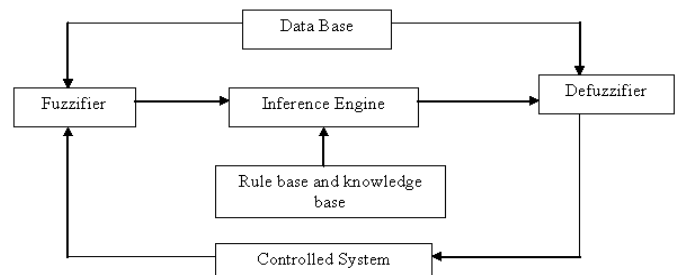 Data Base
Fuzzifier
Inference Engine
Defuzzifier
Rule base and knowledge
base
Controlled System